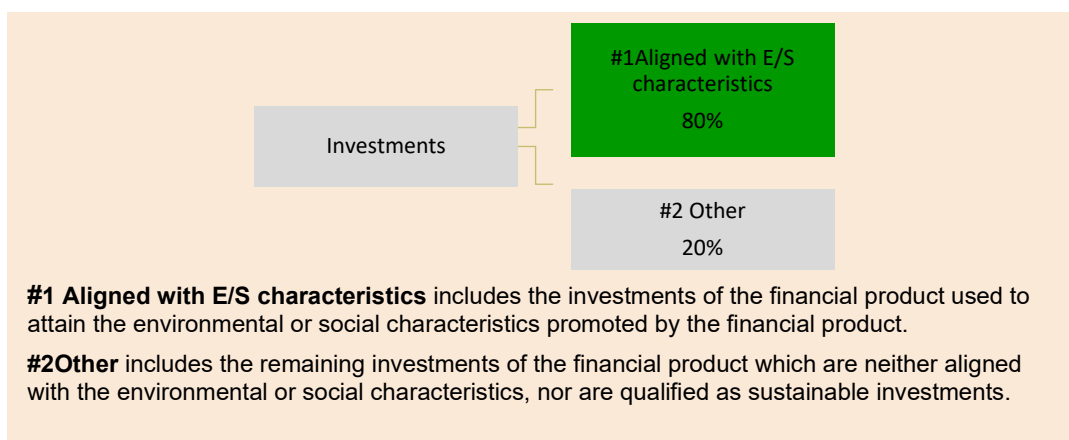 #1Aligned with E/S
characteristics
80%
Investments
#2 Other
20%
#1 Aligned with E/S characteristics includes the investments of the financial product used to
attain the environmental or social characteristics promoted by the financial product.
#2Other includes the remaining investments of the financial product which are neither aligned
with the environmental or social characteristics, nor are qualified as sustainable investments.